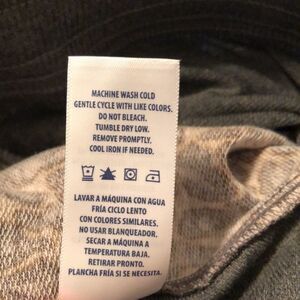 MACHINE WASH COLD
GENTLE CYCLE WITH LIKE COLORS.
DO NOT BLEACH.
TUMBLE DRY LOW.
REMOVE PROMPTLY.
COOL IRON IF NEEDED.
LAVAR A MÁQUINA CON AGUA
FRÍA CICLO LENTO
CON COLORES SIMILARES.
NO USAR BLANQUEADOR.
SECAR A MÁQUINA A
TEMPERATURA BAJA.
RETIRAR PRONTO.
PLANCHA FRÍA SI SE NECESITA.